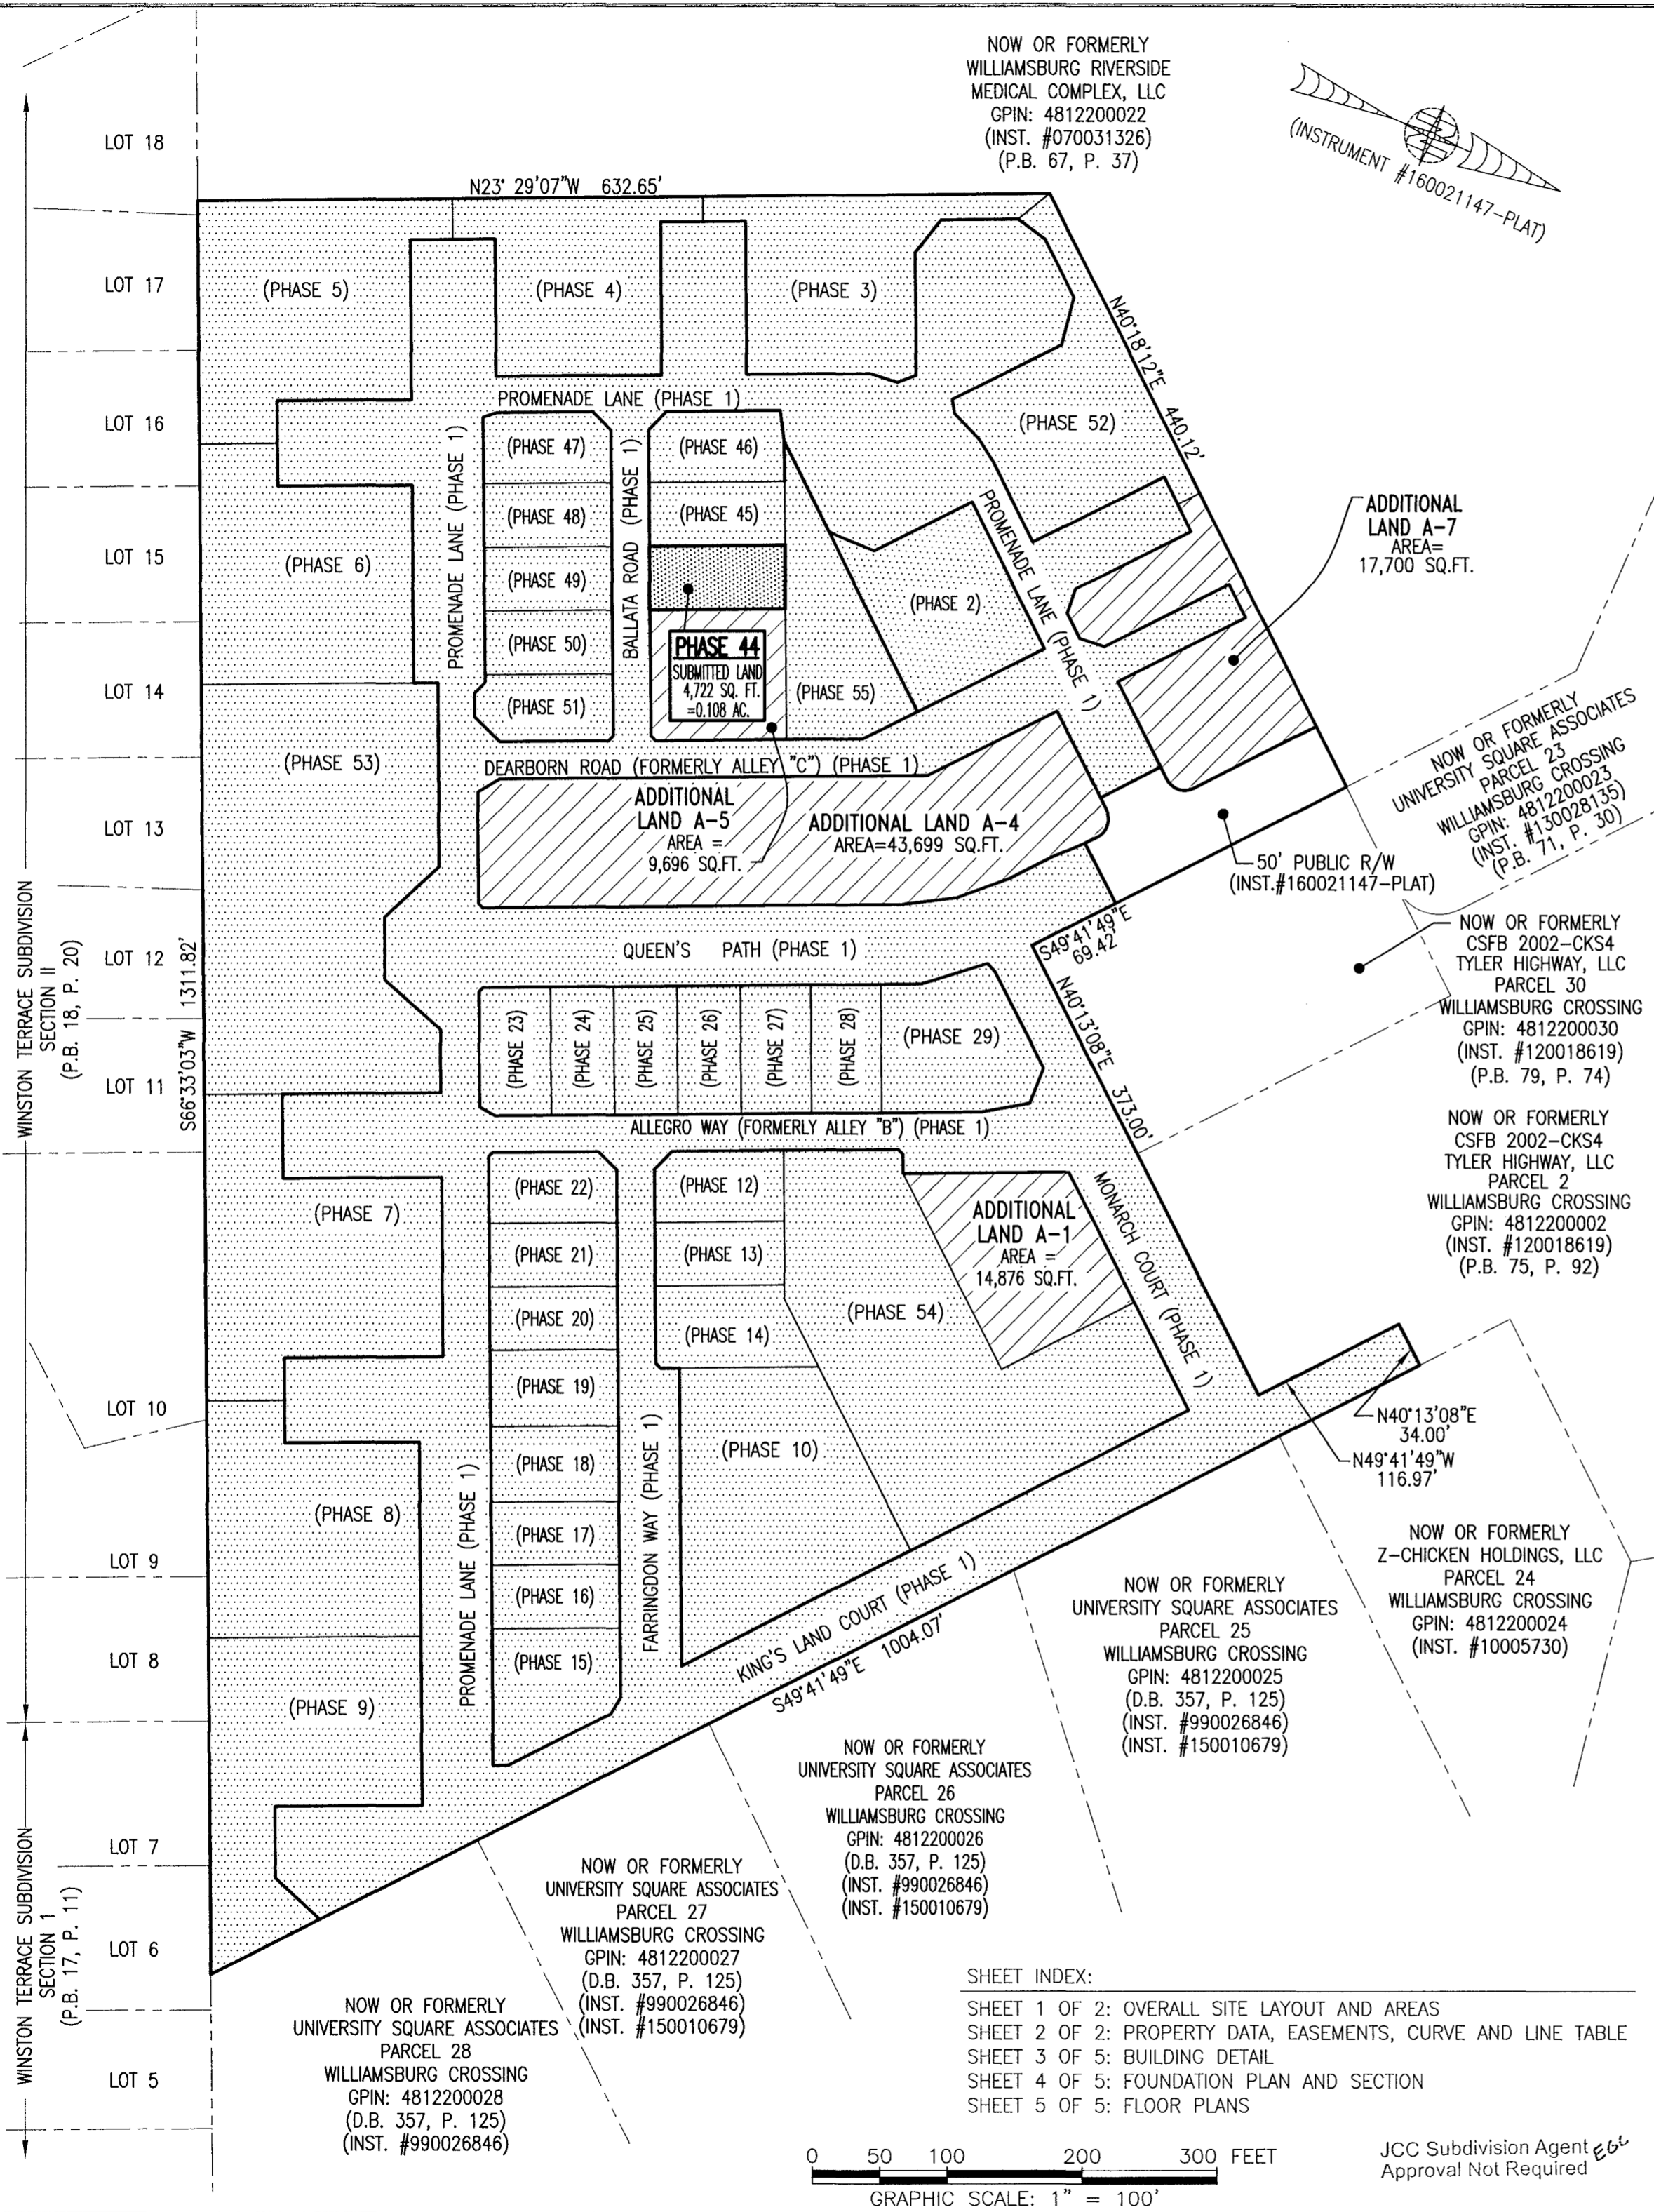 NOW OR FORMERLY
WILLIAMSBURG RIVERSIDE
MEDICAL COMPLEX, LLC
GPIN: 4812200022
(INST. #070031326)
(P.B. 67, P. 37)
(INSTRUMENT #160021147-PLAT)
LOT 18
LOT 17
LOT 16
LOT 15
LOT 14
LOT 13
LOT 12
LOT 11
LOT 10
LOT 9
LOT 8
LOT 7
LOT 6
LOT 5
WINSTON TERRACE SUBDIVISION
SECTION II
(P.B. 18, P. 20)
WINSTON TERRACE SUBDIVISION
SECTION 1
(P.B. 17, P. 11)
S66°33'03"W 1311.82'
N23° 29'07"W 632.65'
(PHASE 5)
(PHASE 4)
(PHASE 3)
N40°18'12"E 440.12'
PROMENADE LANE (PHASE 1)
(PHASE 52)
PROMENADE LANE (PHASE 1)
(PHASE 47)
(PHASE 48)
(PHASE 49)
(PHASE 50)
(PHASE 51)
BALLATA ROAD (PHASE 1)
(PHASE 46)
(PHASE 45)
PHASE 44
SUBMITTED LAND
4,722 SQ. FT.
=0.108 AC.
(PHASE 6)
(PHASE 2)
(PHASE 55)
PROMENADE LANE (PHASE 1)
ADDITIONAL
LAND A-7
AREA=
17,700 SQ.FT.
(PHASE 53)
DEARBORN ROAD (FORMERLY ALLEY "C") (PHASE 1)
ADDITIONAL
LAND A-5
AREA =
9,696 SQ.FT.
ADDITIONAL LAND A-4
AREA=43,699 SQ.FT.
50' PUBLIC R/W
(INST.#160021147-PLAT)
NOW OR FORMERLY
UNIVERSITY SQUARE ASSOCIATES
PARCEL 23
WILLIAMSBURG CROSSING
GPIN: 4812200023
(INST. #130028135)
(P.B. 71, P. 30)
QUEEN'S PATH (PHASE 1)
S49°41'49"E
69.42'
N40°13'08"E 373.00'
NOW OR FORMERLY
CSFB 2002-CKS4
TYLER HIGHWAY, LLC
PARCEL 30
WILLIAMSBURG CROSSING
GPIN: 4812200030
(INST. #120018619)
(P.B. 79, P. 74)
(PHASE 23)
(PHASE 24)
(PHASE 25)
(PHASE 26)
(PHASE 27)
(PHASE 28)
(PHASE 29)
ALLEGRO WAY (FORMERLY ALLEY "B") (PHASE 1)
NOW OR FORMERLY
CSFB 2002-CKS4
TYLER HIGHWAY, LLC
PARCEL 2
WILLIAMSBURG CROSSING
GPIN: 4812200002
(INST. #120018619)
(P.B. 75, P. 92)
(PHASE 7)
(PHASE 22)
(PHASE 21)
(PHASE 20)
(PHASE 19)
(PHASE 18)
(PHASE 17)
(PHASE 16)
(PHASE 15)
(PHASE 12)
(PHASE 13)
(PHASE 14)
(PHASE 54)
ADDITIONAL
LAND A-1
AREA =
14,876 SQ.FT.
MONARCH COURT (PHASE 1)
(PHASE 10)
(PHASE 8)
(PHASE 9)
PROMENADE LANE (PHASE 1)
FARRINGDON WAY (PHASE 1)
KING'S LAND COURT (PHASE 1)
S49°41'49"E 1004.07'
N40°13'08"E
34.00'
N49°41'49"W
116.97'
NOW OR FORMERLY
Z-CHICKEN HOLDINGS, LLC
PARCEL 24
WILLIAMSBURG CROSSING
GPIN: 4812200024
(INST. #10005730)
NOW OR FORMERLY
UNIVERSITY SQUARE ASSOCIATES
PARCEL 25
WILLIAMSBURG CROSSING
GPIN: 4812200025
(D.B. 357, P. 125)
(INST. #990026846)
(INST. #150010679)
NOW OR FORMERLY
UNIVERSITY SQUARE ASSOCIATES
PARCEL 26
WILLIAMSBURG CROSSING
GPIN: 4812200026
(D.B. 357, P. 125)
(INST. #990026846)
(INST. #150010679)
NOW OR FORMERLY
UNIVERSITY SQUARE ASSOCIATES
PARCEL 27
WILLIAMSBURG CROSSING
GPIN: 4812200027
(D.B. 357, P. 125)
(INST. #990026846)
(INST. #150010679)
NOW OR FORMERLY
UNIVERSITY SQUARE ASSOCIATES
PARCEL 28
WILLIAMSBURG CROSSING
GPIN: 4812200028
(D.B. 357, P. 125)
(INST. #990026846)
SHEET INDEX:
SHEET 1 OF 2: OVERALL SITE LAYOUT AND AREAS
SHEET 2 OF 2: PROPERTY DATA, EASEMENTS, CURVE AND LINE TABLE
SHEET 3 OF 5: BUILDING DETAIL
SHEET 4 OF 5: FOUNDATION PLAN AND SECTION
SHEET 5 OF 5: FLOOR PLANS
0 50 100 200 300 FEET
GRAPHIC SCALE: 1" = 100'
JCC Subdivision Agent
Approval Not Required